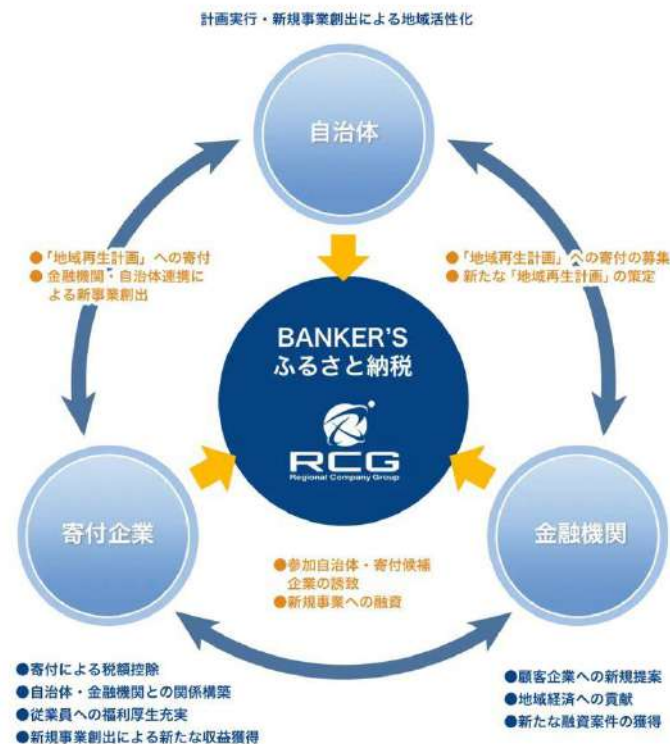 計画実行・新規事業創出による地域活性化
自治体
●「地域再生計画」への寄付
● 金融機関・自治体連携に
よる新事業創出
●「地域再生計画」への寄付の募集
● 新たな「地域再生計画」の策定
BANKER'S
ふるさと納税
RCG
Regional Company Group
寄付企業
金融機関
●参加自治体・寄付候補
企業の誘致
●新規事業への融資
●寄付による税額控除
●自治体・金融機関との関係構築
●従業員への福利厚生充実
●新規事業創出による新たな収益獲得
●顧客企業への新規提案
●地域経済への貢献
●新たな融資案件の獲得